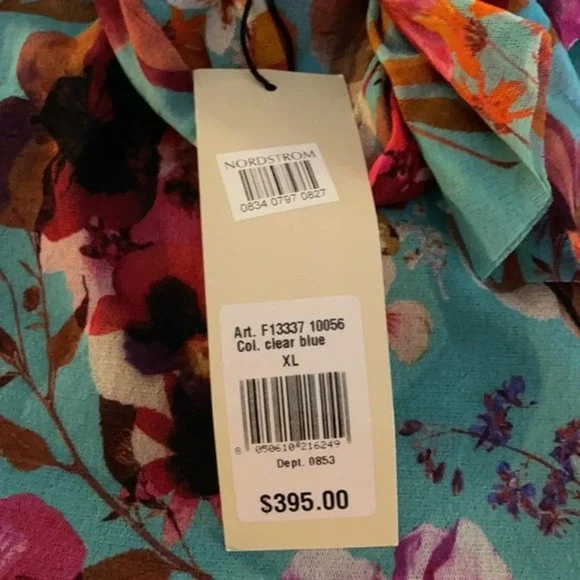 NORDSTROM
0834 0797 0827
Art. F13337 10056
Col. clear blue
XL
8 050610 216249
Dept. 0853
$395.00